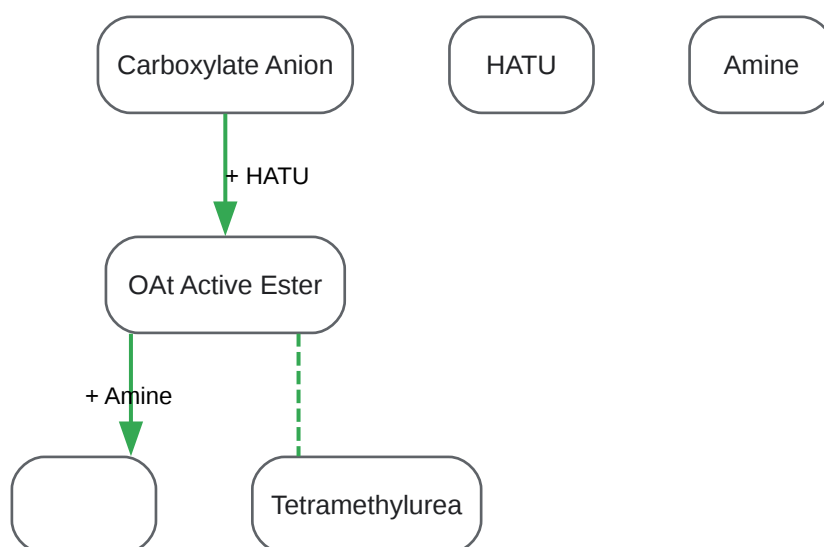 Carboxylate Anion
HATU
Amine
+ HATU
OAt Active Ester
+ Amine
Tetramethylurea